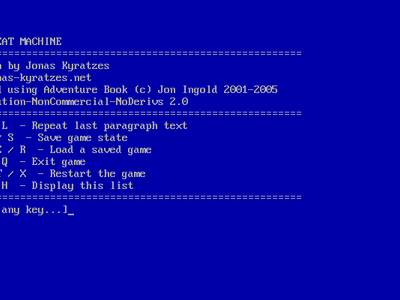 EAT MACHINE
====================================================
n by Jonas Kyratzes
nas-kyratzes.net
d using Adventure Book (c) Jon Ingold 2001-2005
ution-NonCommercial-NoDerivs 2.0
====================================================
L - Repeat last paragraph text
/ S - Save game state
E / R - Load a saved game
Q - Exit game
T / X - Restart the game
H - Display this list
====================================================
any key...]_